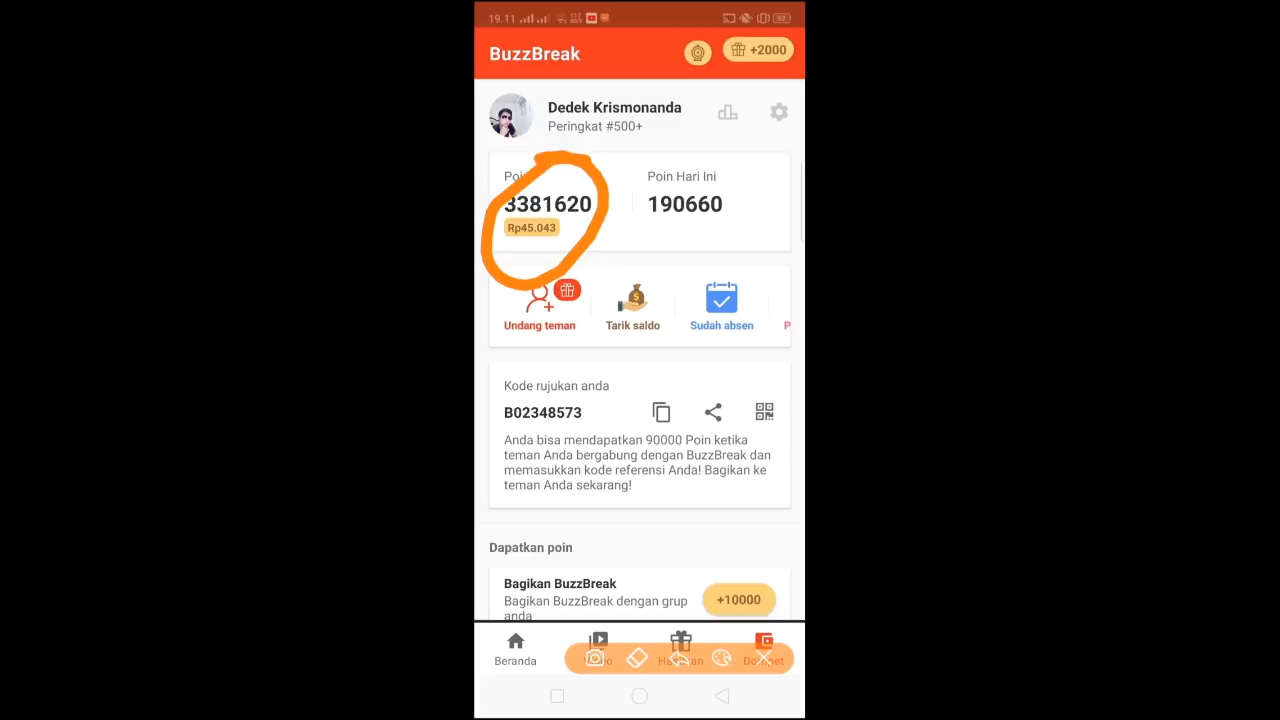 19.11
BuzzBreak
+2000
Dedek Krismonanda
Peringkat #500+
Poin Hari Ini
3381620
190660
Rp45.043
Undang teman
Tarik saldo
Sudah absen
P
Kode rujukan anda
B02348573
Anda bisa mendapatkan 90000 Poin ketika
teman Anda bergabung dengan BuzzBreak dan
memasukkan kode referensi Anda! Bagikan ke
teman Anda sekarang!
Dapatkan poin
Bagikan BuzzBreak
Bagikan BuzzBreak dengan grup
anda
+10000
Beranda